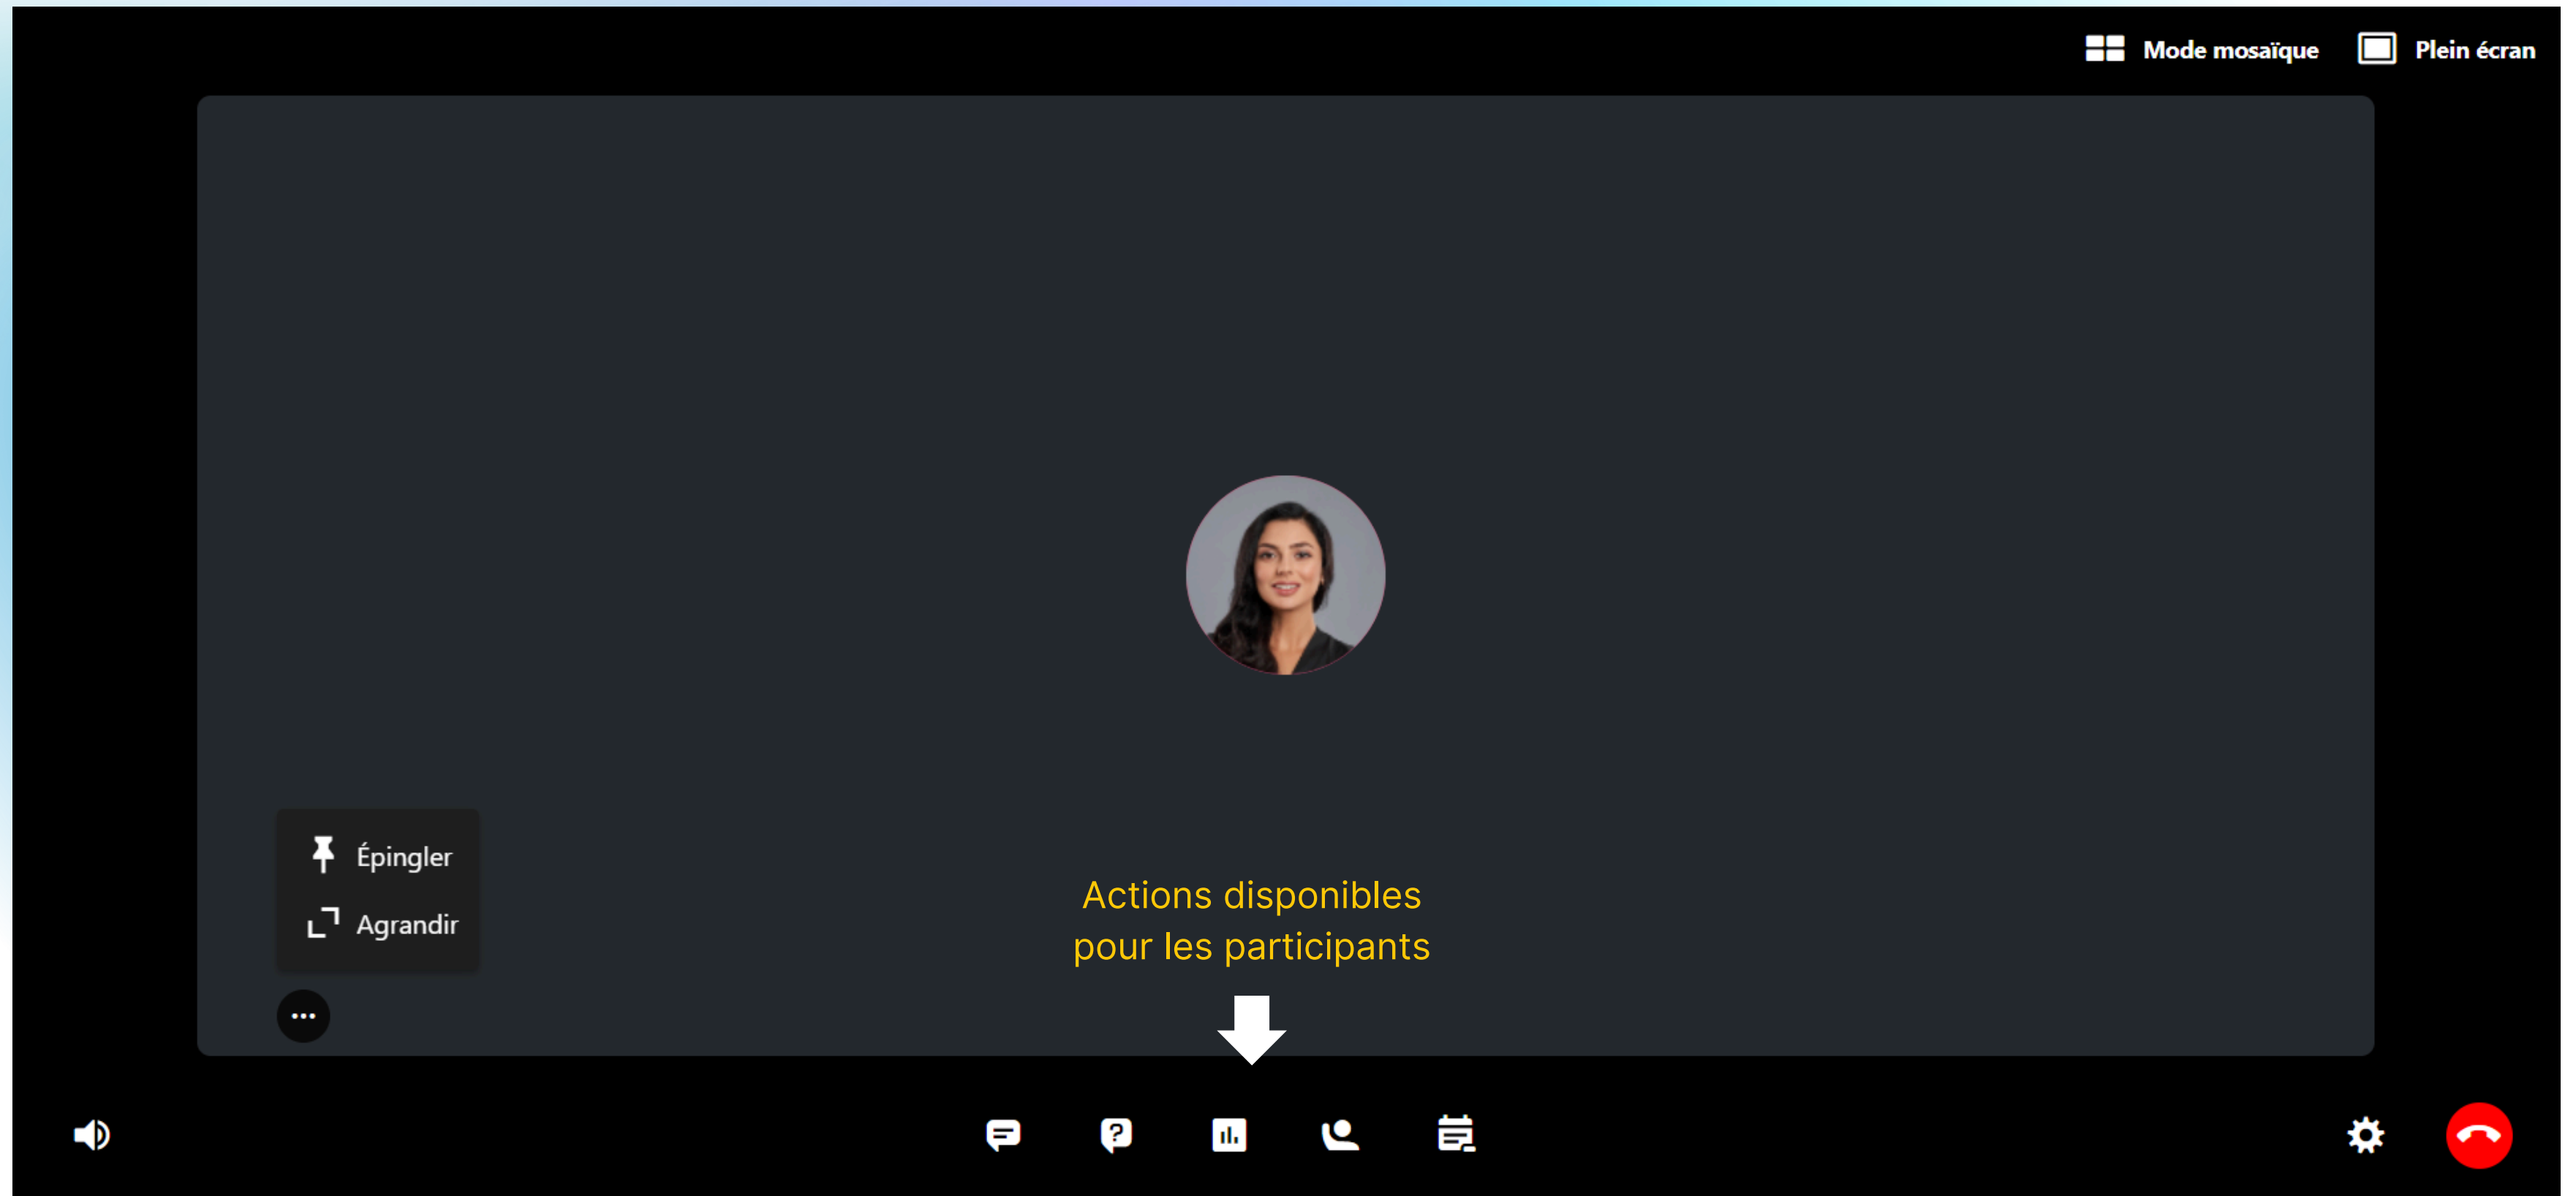 Mode mosaïque
Plein écran
Épingler
Agrandir
Actions disponibles
pour les participants